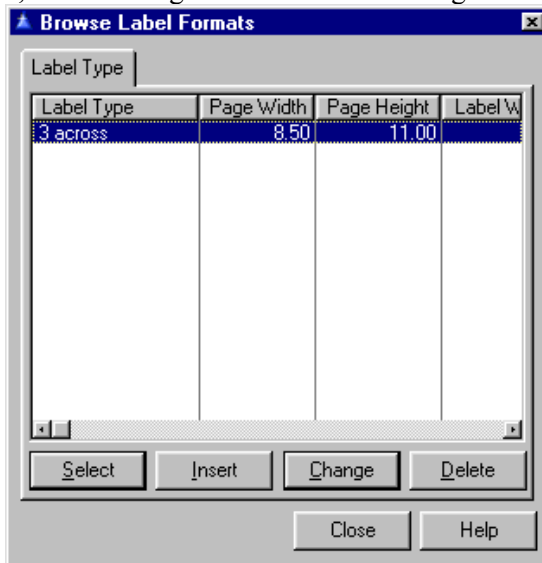 Browse Label Formats
Label Type
Label Type Page Width Page Height Label W
3 across 8.50 11.00
Select Insert Change Delete
Close Help